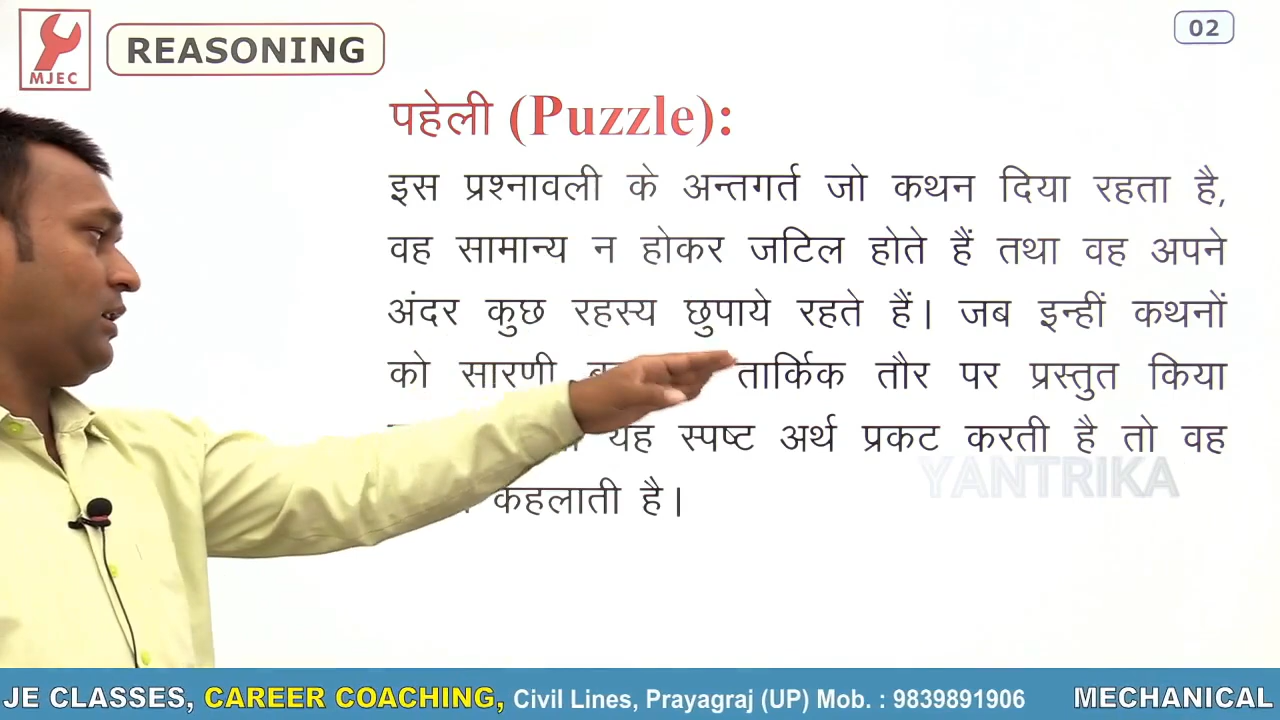 MJEC
REASONING
02
पहेली (Puzzle):
इस प्रश्नावली के अन्तगर्त जो कथन दिया रहता है,
वह सामान्य न होकर जटिल होते हैं तथा वह अपने
अंदर कुछ रहस्य छुपाये रहते हैं। जब इन्हीं कथनों
को सारणी तार्किक तौर पर प्रस्तुत किया
यह स्पष्ट अर्थ प्रकट करती है तो वह
कहलाती है।
YANTRIKA
JE CLASSES, CAREER COACHING, Civil Lines, Prayagraj (UP) Mob. : 9839891906 MECHANICAL